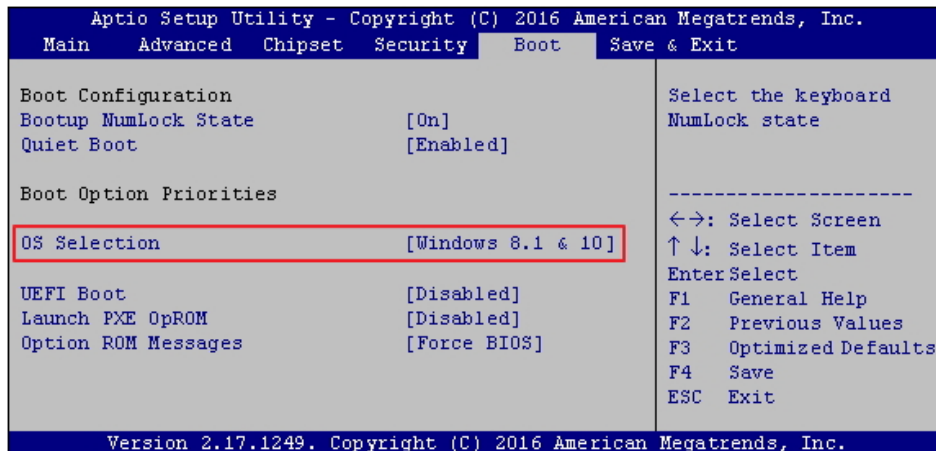 Aptio Setup Utility - Copyright (C) 2016 American Megatrends, Inc.
Main Advanced Chipset Security Boot Save & Exit
Boot Configuration
Bootup NumLock State [On]
Quiet Boot [Enabled]
Boot Option Priorities
OS Selection [Windows 8.1 & 10]
UEFI Boot [Disabled]
Launch PXE OpROM [Disabled]
Option ROM Messages [Force BIOS]
Select the keyboard
NumLock state
---------------------
←→: Select Screen
↑ ↓: Select Item
EnterSelect
F1 General Help
F2 Previous Values
F3 Optimized Defaults
F4 Save
ESC Exit
Version 2.17.1249. Copyright (C) 2016 American Megatrends, Inc.